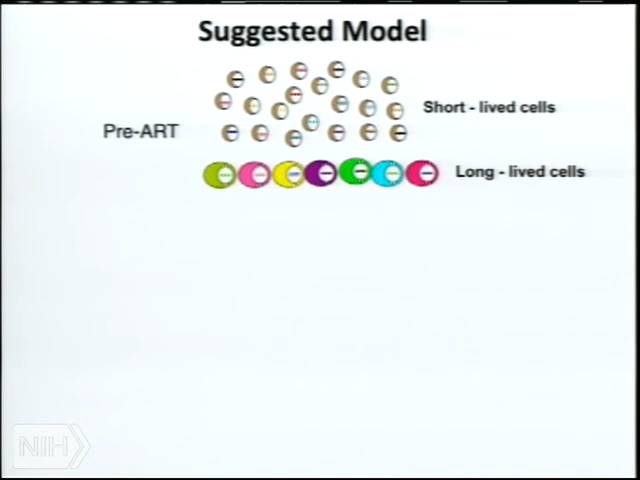 Suggested Model
Short - lived cells
Pre-ART
Long - lived cells
NIH